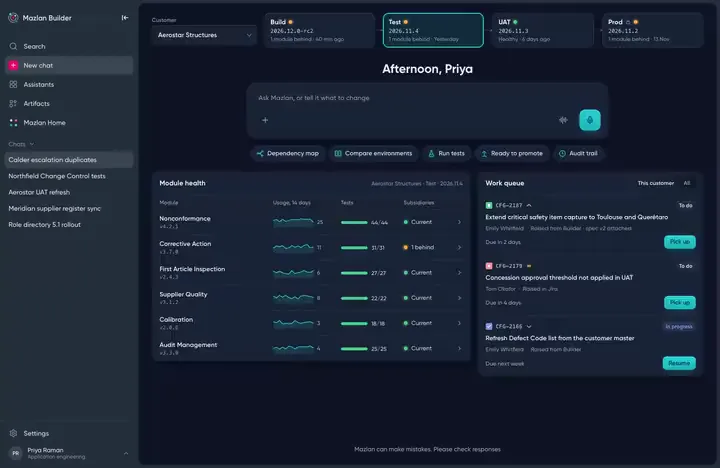 Mazlan Builder
Search
New chat
Assistants
Artifacts
Mazlan Home
Chats
Calder escalation duplicates
Northfield Change Control tests
Aerostar UAT refresh
Meridian supplier register sync
Role directory 5.1 rollout
Settings
PR
Priya Raman
Application engineering
Customer
Aerostar Structures
Build
2026.12.0-rc2
1 module behind · 40 min ago
Test
2026.11.4
1 module behind · Yesterday
UAT
2026.11.3
Healthy · 6 days ago
Prod
2026.11.2
1 module behind · 13 Nov
Afternoon, Priya
Ask Mazlan, or tell it what to change
Dependency map
Compare environments
Run tests
Ready to promote
Audit trail
Module health
Aerostar Structures · Test · 2026.11.4
Module
Usage, 14 days
Tests
Subsidiaries
Nonconformance
v4.2.1
25
44/44
Current
Corrective Action
v3.7.0
11
31/31
1 behind
First Article Inspection
v2.4.3
6
27/27
Current
Supplier Quality
v3.1.2
8
22/22
Current
Calibration
3
18/18
Current
Audit Management
v3.3.0
4
25/25
Current
Work queue
This customer
All
CFG-2187
To do
Extend critical safety item capture to Toulouse and Querétaro
Emily Whitfield · Raised from Builder · spec v2 attached
Due in 2 days
Pick up
CFG-2179
To do
Concession approval threshold not applied in UAT
Tom · Raised in Jira
Due in 4 days
Pick up
In progress
Refresh Defect Code list from the customer master
Emily Whitfield · Raised from Builder
Due next week
Resume
Mazlan can make mistakes. Please check responses